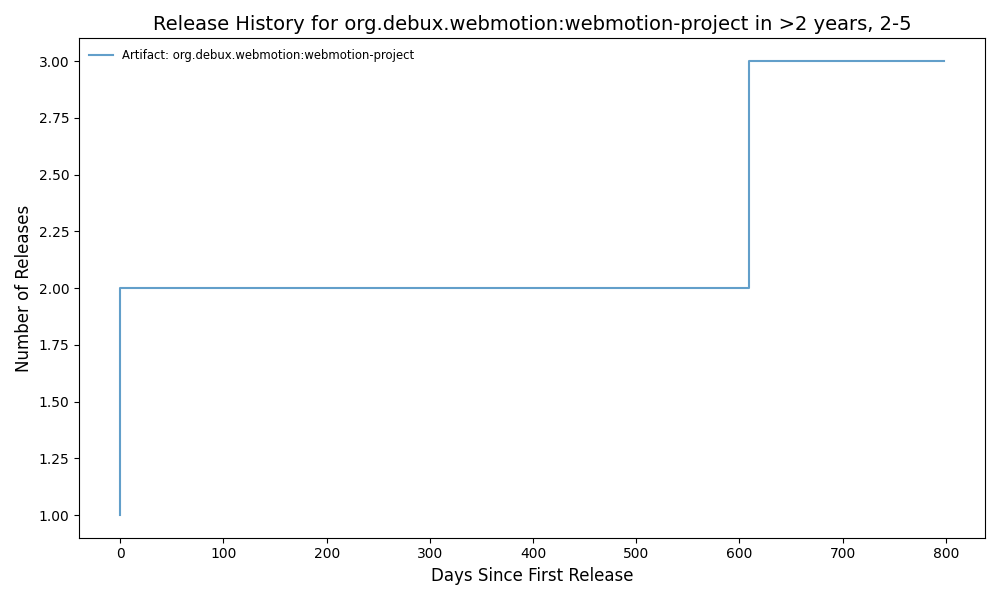 Release History for org.debux.webmotion:webmotion-project in >2 years, 2-5
Artifact: org.debux.webmotion:webmotion-project
Number of Releases
3.00
2.75
2.50
2.25
2.00
1.75
1.50
1.25
1.00
0 100 200 300 400 500 600 700 800
Days Since First Release